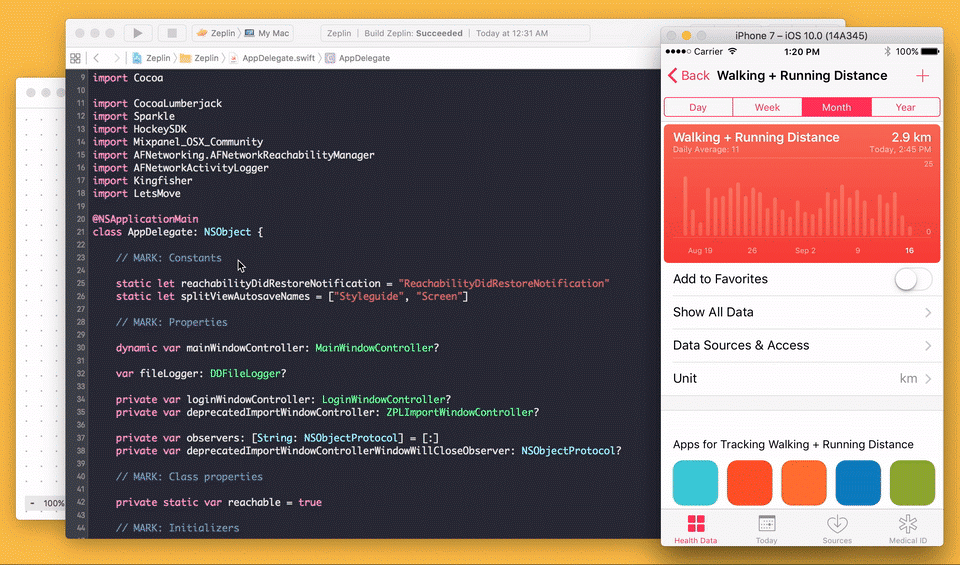 Zeplin My Mac
Zeplin | Build Zeplin: Succeeded | Today at 12:31 AM
Zeplin Zeplin AppDelegate.swift AppDelegate
9 import Cocoa
10
11 import CocoaLumberjack
12 import Sparkle
13 import HockeySDK
14 import Mixpanel_OSX_Community
15 import AFNetworking.AFNetworkReachabilityManager
16 import AFNetworkActivityLogger
17 import Kingfisher
18 import LetsMove
19
20 @NSApplicationMain
21 class AppDelegate: NSObject {
22
23 // MARK: Constants
24
25 static let reachabilityDidRestoreNotification = "ReachabilityDidRestoreNotification"
26 static let splitViewAutosaveNames = ["Styleguide", "Screen"]
27
28 // MARK: Properties
29
30 dynamic var mainWindowController: MainWindowController?
31
32 var fileLogger: DDFileLogger?
33
34 private var loginWindowController: LoginWindowController?
35 private var deprecatedImportWindowController: ZPLImportWindowController?
36
37 private var observers: [String: NSObjectProtocol] = [:]
38 private var deprecatedImportWindowControllerWindowWillCloseObserver: NSObjectProtocol?
39
40 // MARK: Class properties
41
42 private static var reachable = true
43
44 // MARK: Initializers
- 100%
iPhone 7 – iOS 10.0 (14A345)
Carrier 1:20 PM 100%
Back Walking + Running Distance +
Day Week Month Year
Walking + Running Distance 2.9 km
Daily Average: 11 Today, 2:45 PM
25
0
Aug 19 26 Sep 2 9 16
Add to Favorites
Show All Data
Data Sources & Access
Unit km
Apps for Tracking Walking + Running Distance
Health Data Today Sources Medical ID